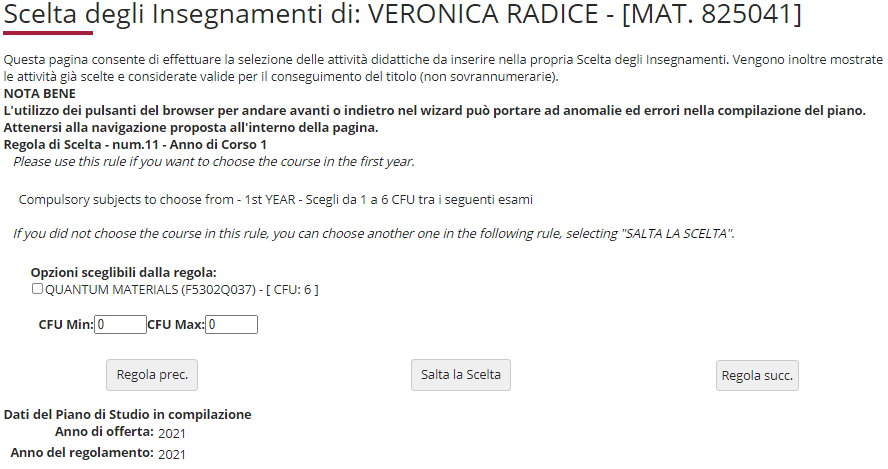 Scelta degli Insegnamenti di: VERONICA RADICE - [MAT. 825041]
Questa pagina consente di effettuare la selezione delle attività didattiche da inserire nella propria Scelta degli Insegnamenti. Vengono inoltre mostrate
le attività già scelte e considerate valide per il conseguimento del titolo (non sovrannumerarie).
NOTA BENE
L'utilizzo dei pulsanti del browser per andare avanti o indietro nel wizard può portare ad anomalie ed errori nella compilazione del piano.
Attenersi alla navigazione proposta all'interno della pagina.
Regola di Scelta - num.11 - Anno di Corso 1
Please use this rule if you want to choose the course in the first year.
Compulsory subjects to choose from - 1st YEAR - Scegli da 1 a 6 CFU tra i seguenti esami
If you did not choose the course in this rule, you can choose another one in the following rule, selecting "SALTA LA SCELTA".
Opzioni sceglibili dalla regola:
QUANTUM MATERIALS (F5302Q037) - [ CFU: 6 ]
CFU Min: 0 CFU Max: 0
Regola prec. Salta la Scelta Regola succ.
Dati del Piano di Studio in compilazione
Anno di offerta: 2021
Anno del regolamento: 2021